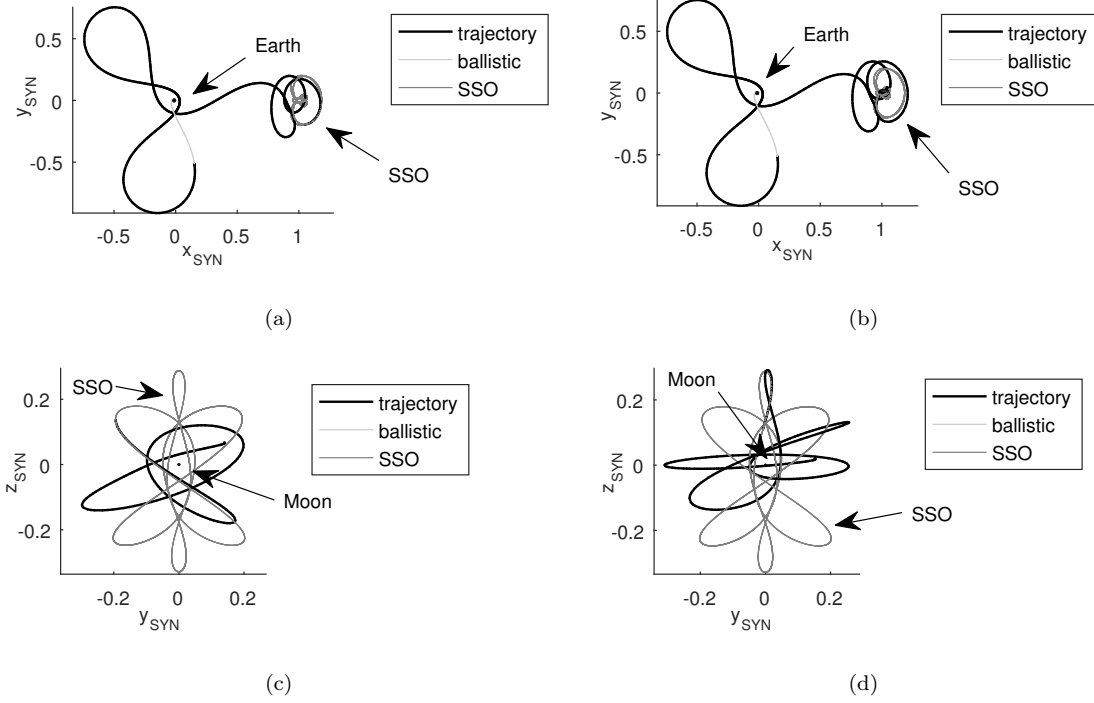 0.5
0
-0.5
y_SYN
-0.5 0 0.5 1
x_SYN
Earth
SSO
trajectory
ballistic
SSO
(a)
0.5
0
-0.5
y_SYN
-0.5 0 0.5 1
x_SYN
Earth
SSO
trajectory
ballistic
SSO
(b)
0.2
0
-0.2
z_SYN
-0.2 0 0.2
y_SYN
SSO
Moon
trajectory
ballistic
SSO
(c)
0.2
0
-0.2
z_SYN
-0.2 0 0.2
y_SYN
Moon
SSO
trajectory
ballistic
SSO
(d)